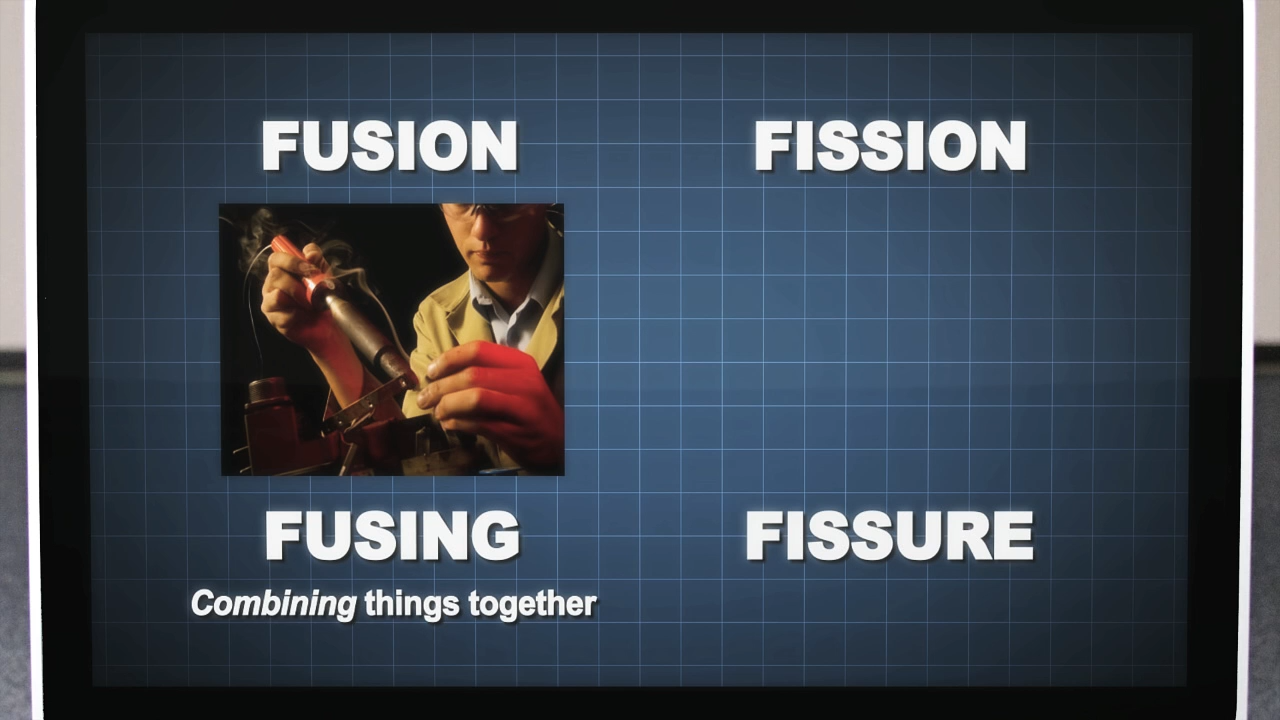 FUSION
FISSION
FUSING
FISSURE
Combining things together